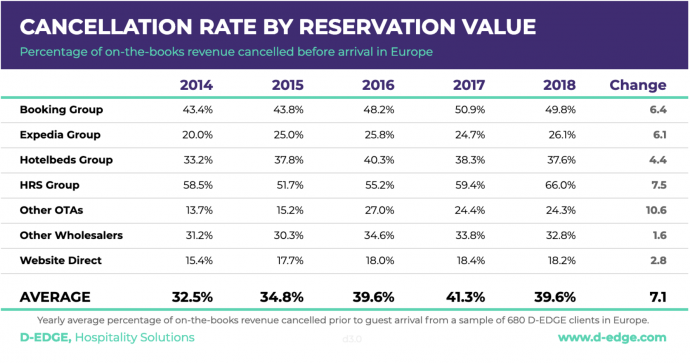 CANCELLATION RATE BY RESERVATION VALUE
Percentage of on-the-books revenue cancelled before arrival in Europe
2014 2015 2016 2017 2018 Change
Booking Group 43.4% 43.8% 48.2% 50.9% 49.8% 6.4
Expedia Group 20.0% 25.0% 25.8% 24.7% 26.1% 6.1
Hotelbeds Group 33.2% 37.8% 40.3% 38.3% 37.6% 4.4
HRS Group 58.5% 51.7% 55.2% 59.4% 66.0% 7.5
Other OTAs 13.7% 15.2% 27.0% 24.4% 24.3% 10.6
Other Wholesalers 31.2% 30.3% 34.6% 33.8% 32.8% 1.6
Website Direct 15.4% 17.7% 18.0% 18.4% 18.2% 2.8
AVERAGE 32.5% 34.8% 39.6% 41.3% 39.6% 7.1
Yearly average percentage of on-the-books revenue cancelled prior to guest arrival from a sample of 680 D-EDGE clients in Europe.
D-EDGE, Hospitality Solutions www.d-edge.com